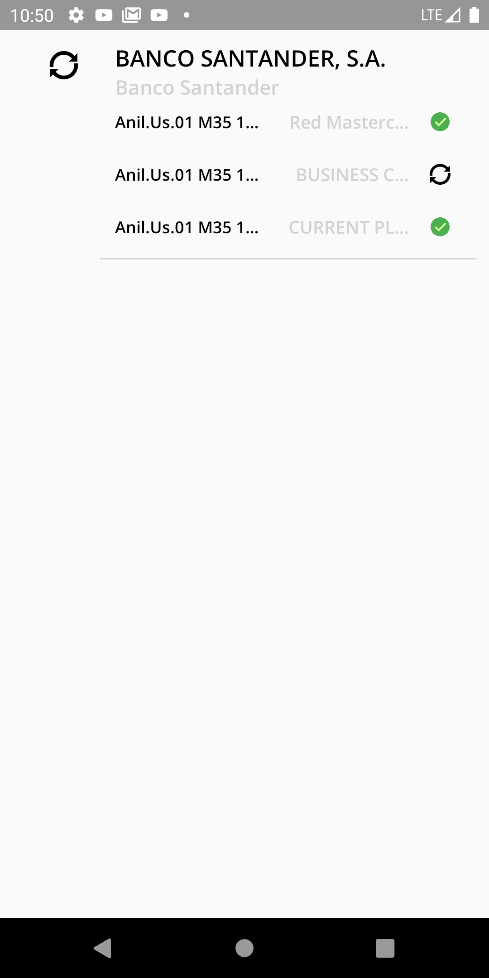 10:50 LTE
BANCO SANTANDER, S.A.
Banco Santander
Anil.Us.01 M35 1... Red Masterc...
Anil.Us.01 M35 1... BUSINESS C...
Anil.Us.01 M35 1... CURRENT PL...